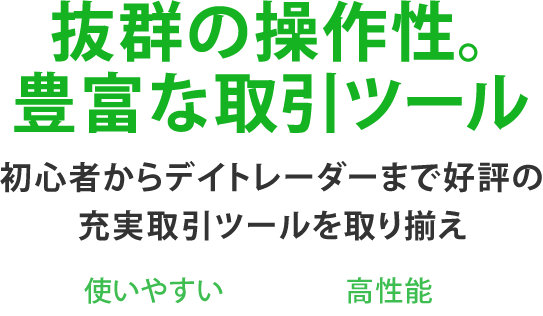 抜群の操作性。
豊富な取引ツール
初心者からデイトレーダーまで好評の
充実取引ツールを取り揃え
使いやすい 高性能